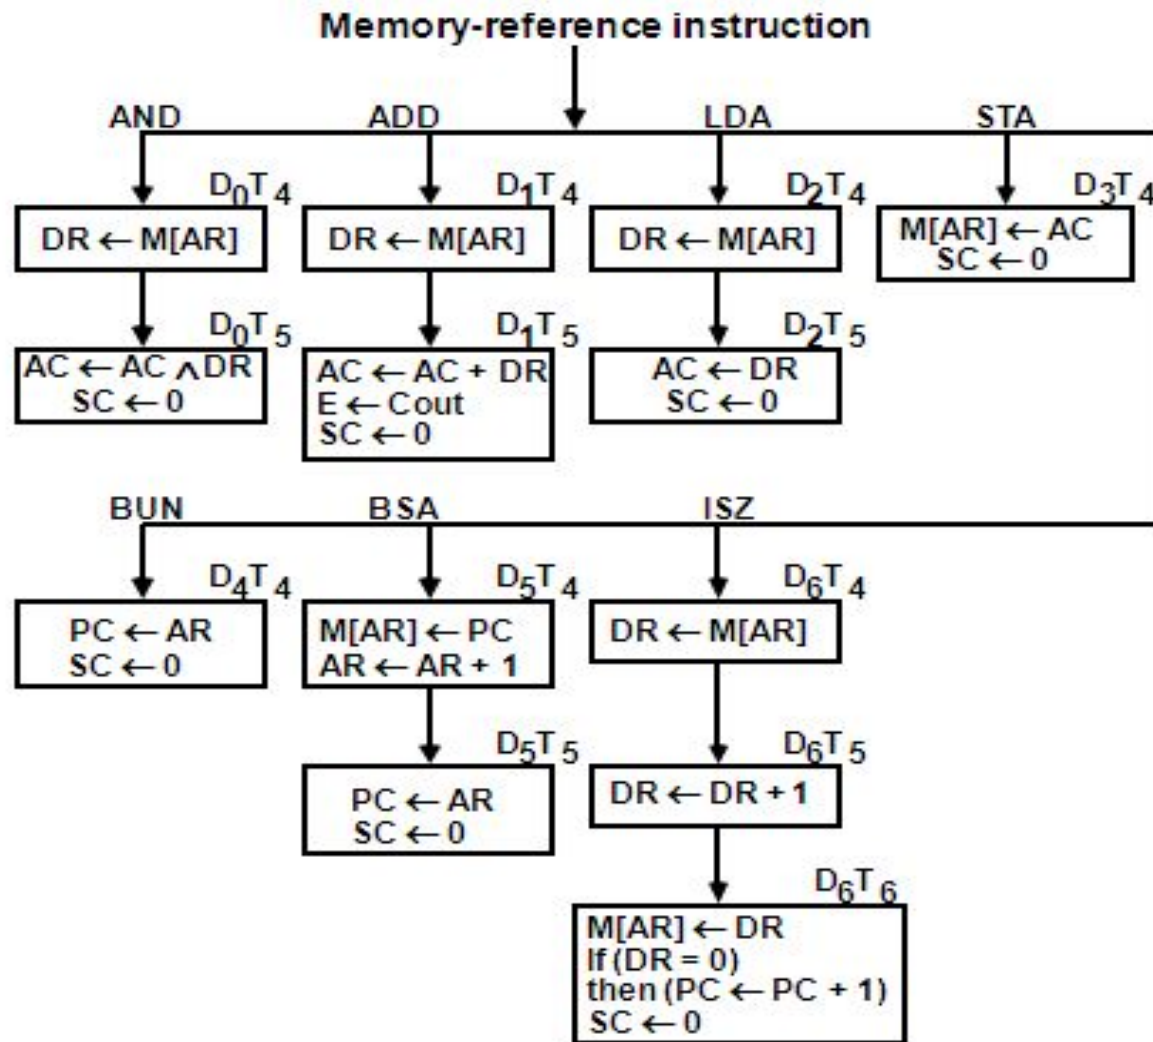 Memory-reference instruction
AND ADD LDA STA
D0T4 D1T4 D2T4 D3T4
DR ← M[AR] DR ← M[AR] DR ← M[AR] M[AR] ← AC
SC ← 0
D0T5 D1T5 D2T5
AC ← AC ∧ DR
SC ← 0
AC ← AC + DR
E ← Cout
SC ← 0
AC ← DR
SC ← 0
BUN BSA ISZ
D4T4 D5T4 D6T4
PC ← AR
SC ← 0
M[AR] ← PC
AR ← AR + 1
DR ← M[AR]
D5T5 D6T5
PC ← AR
SC ← 0
DR ← DR + 1
D6T6
M[AR] ← DR
If (DR = 0)
then (PC ← PC + 1)
SC ← 0